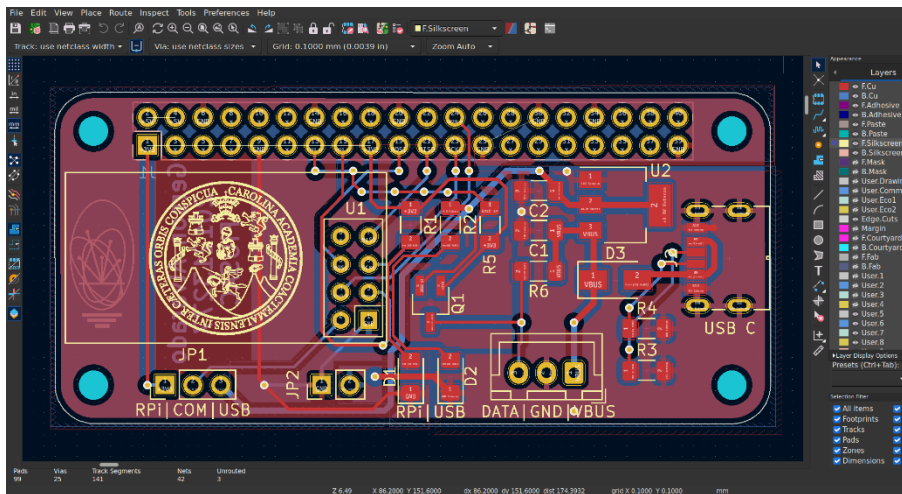 File Edit View Place Route Inspect Tools Preferences Help
F.Silkscreen
Track: use netclass width Via: use netclass sizes Grid: 0.1000 mm (0.0039 in) Zoom Auto
Appearance
Layers
F.Cu
B.Cu
F.Adhesive
B.Adhesive
F.Paste
B.Paste
F.Silkscreen
B.Silkscreen
F.Mask
B.Mask
User.Drawin
User.Comm
User.Eco1
User.Eco2
Edge.Cuts
Margin
F.Courtyard
B.Courtyard
F.Fab
B.Fab
User.1
User.2
User.3
User.4
User.5
User.6
User.7
User.8
Layer Display Options
Presets (Ctrl+Tab):
Selection Filter
All items
Footprints
Tracks
Pads
Zones
Dimensions
J1
U1
CAROLINA ACADEMIA COACTEMALENSIS INTER CAETERAS ORBIS CONSPICUA
R1
R2
R5
C2
C1
R6
U2
D3
VBUS
VBUS
R4
R3
USB C
Q1
JP1
JP2
D1
D2
RPi|COM|USB
RPi|USB
DATA|GND|VBUS
Pads Vias Track Segments Nets Unrouted
99 25 141 42 3
Z 6.49 X 86.2000 Y 151.6000 dx 86.2000 dy 151.6000 dist 174.3932 grid X 0.1000 Y 0.1000 mm